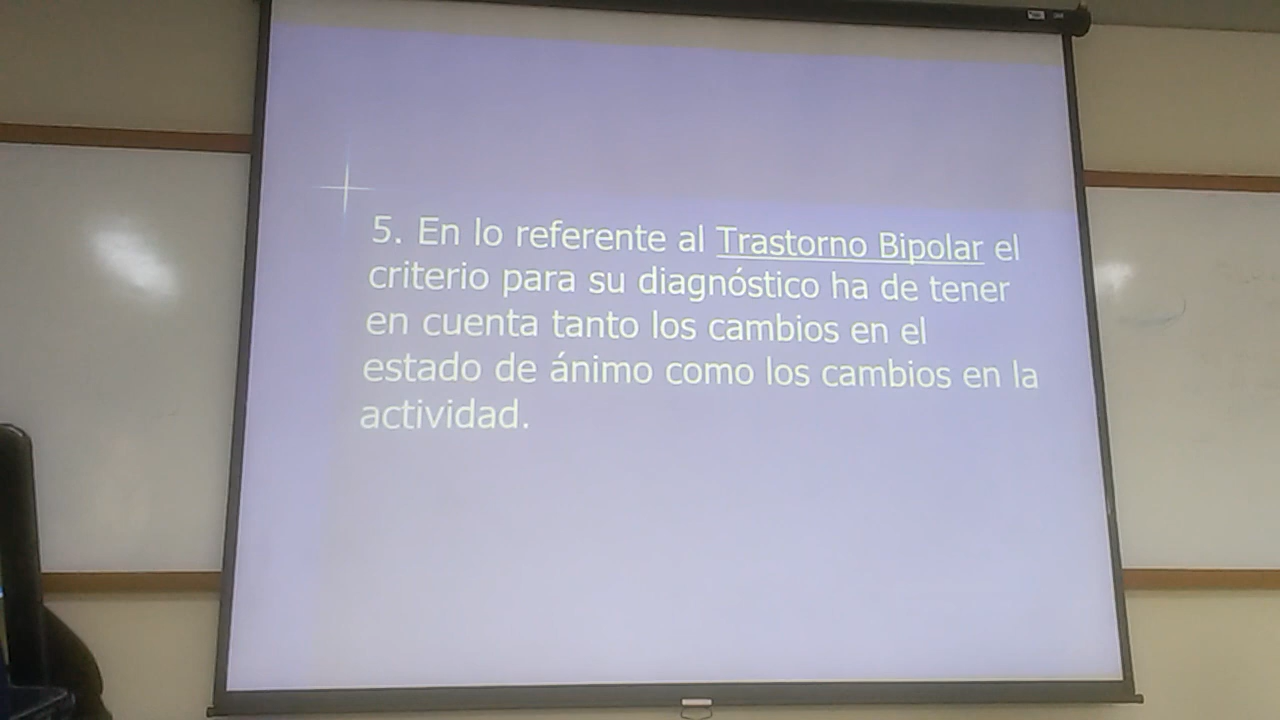 5. En lo referente al Trastorno Bipolar el
criterio para su diagnóstico ha de tener
en cuenta tanto los cambios en el
estado de ánimo como los cambios en la
actividad.